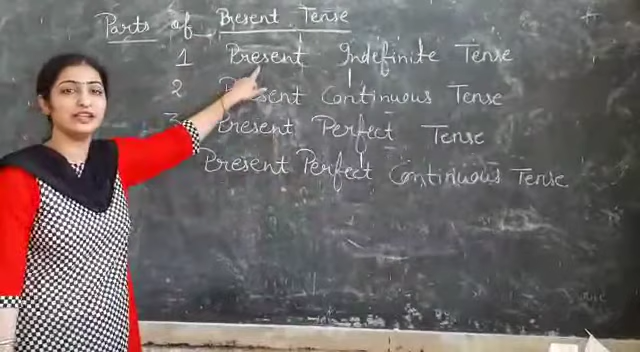 Parts of Present Tense
1 Present Indefinite Tense
2 Present Continuous Tense
3 Present Perfect Tense
Present Perfect Continuous Tense